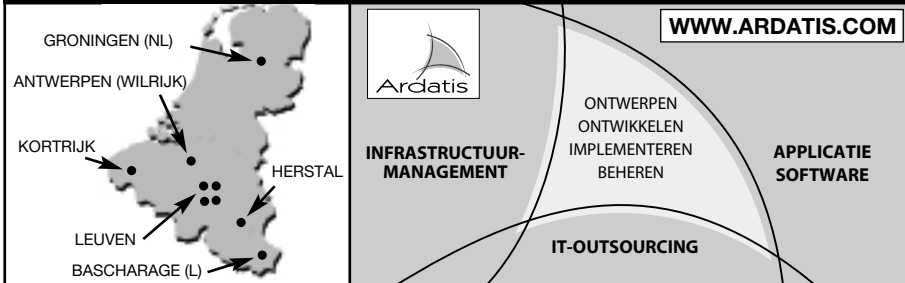 GRONINGEN (NL)
ANTWERPEN (WILRIJK)
KORTRIJK
HERSTAL
LEUVEN
BASCHARAGE (L)
WWW.ARDATIS.COM
Ardatis
ONTWERPEN
ONTWIKKELEN
IMPLEMENTEREN
BEHEREN
INFRASTRUCTUUR-
MANAGEMENT
APPLICATIE
SOFTWARE
IT-OUTSOURCING